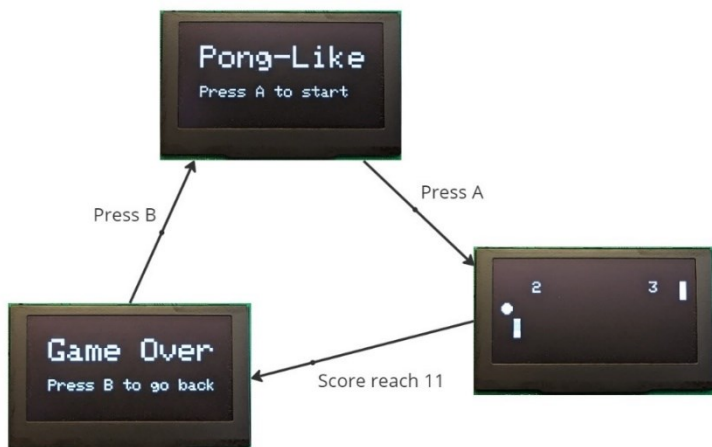 Pong-Like
Press A to start
Press A
Press B
2 3
Game Over
Press B to go back
Score reach 11